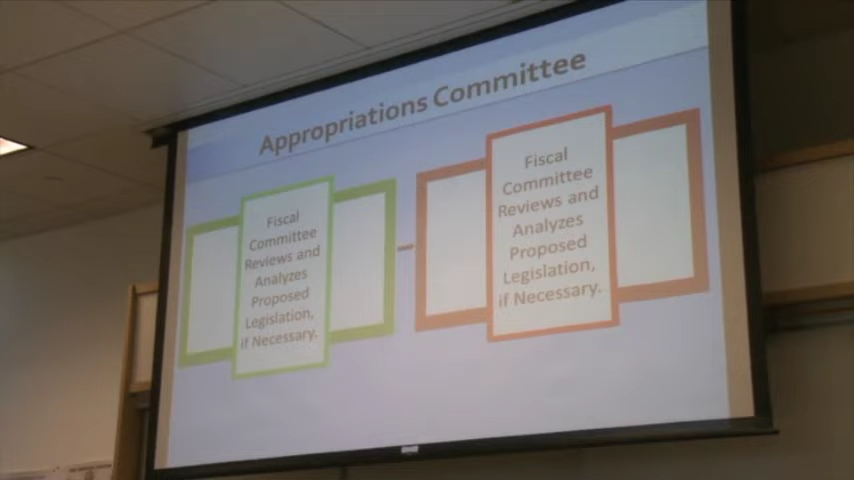 Appropriations Committee
Fiscal
Committee
Reviews and
Analyzes
Proposed
Legislation,
if Necessary.
Fiscal
Committee
Reviews and
Analyzes
Proposed
Legislation,
if Necessary.